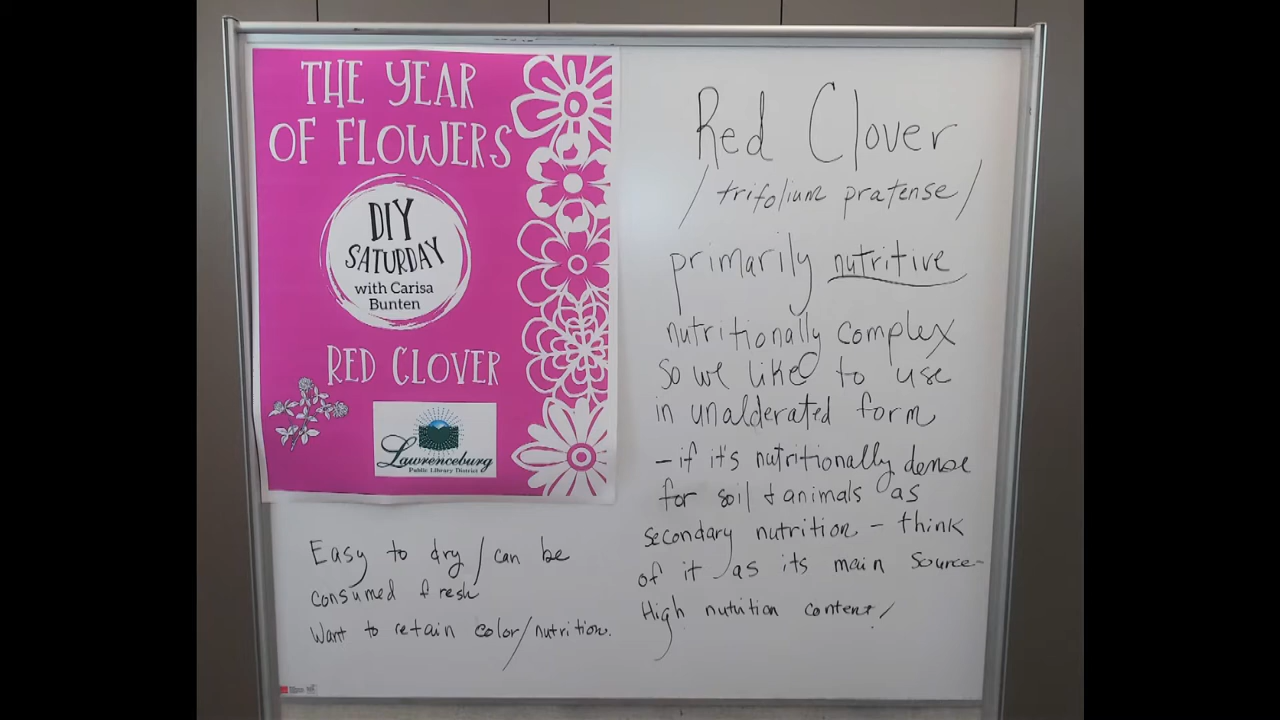 THE YEAR
OF FLOWERS
DIY
SATURDAY
with Carisa
Bunten
RED CLOVER
Lawrenceburg
Public Library District
Easy to dry / can be
consumed fresh
Want to retain color/nutrition.
Red Clover
/ trifolium pratense /
primarily nutritive
nutritionally complex
So we like to use
in unalderated form
- if it's nutritionally dense
for soil & animals as
secondary nutrition - think
of it as its main source-
High nutrition content!